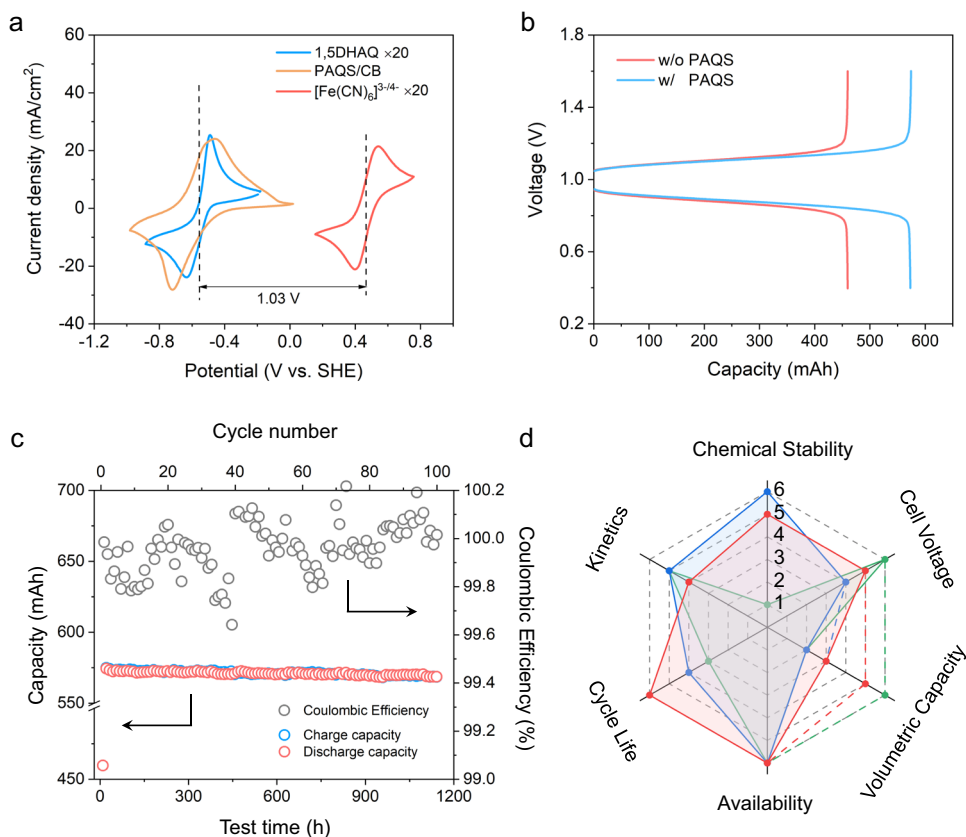 a
60
40
20
0
-20
-40
-1.2
-0.8
-0.4
0.0
0.4
0.8
Current density (mA/cm²)
Potential (V vs. SHE)
1,5DHAQ ×20
PAQS/CB
[Fe(CN)₆]³⁻/⁴⁻ ×20
1.03 V
b
1.8
1.4
1.0
0.6
0.2
0
100
200
300
400
500
600
Voltage (V)
Capacity (mAh)
w/o PAQS
w/ PAQS
c
Cycle number
0
20
40
60
80
100
700
650
600
575
550
450
Capacity (mAh)
100.2
100.0
99.8
99.6
99.4
99.2
99.0
Coulombic Efficiency (%)
Coulombic Efficiency
Charge capacity
Discharge capacity
0
300
600
900
1200
Test time (h)
d
Chemical Stability
Cell Voltage
Volumetric Capacity
Availability
Cycle Life
Kinetics
6
5
4
3
2
1